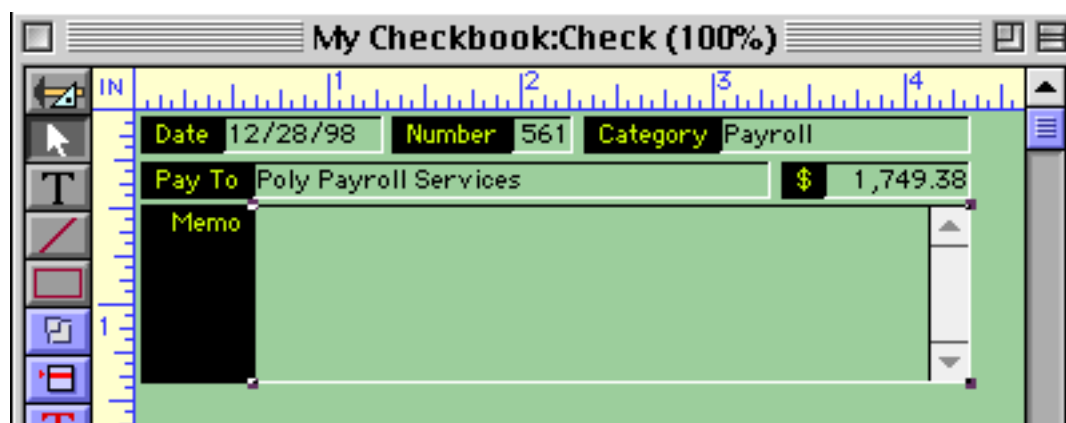 My Checkbook:Check (100%)
IN 1 2 3 4
Date 12/28/98 Number 561 Category Payroll
T Pay To Poly Payroll Services $ 1,749.38
Memo
1
T